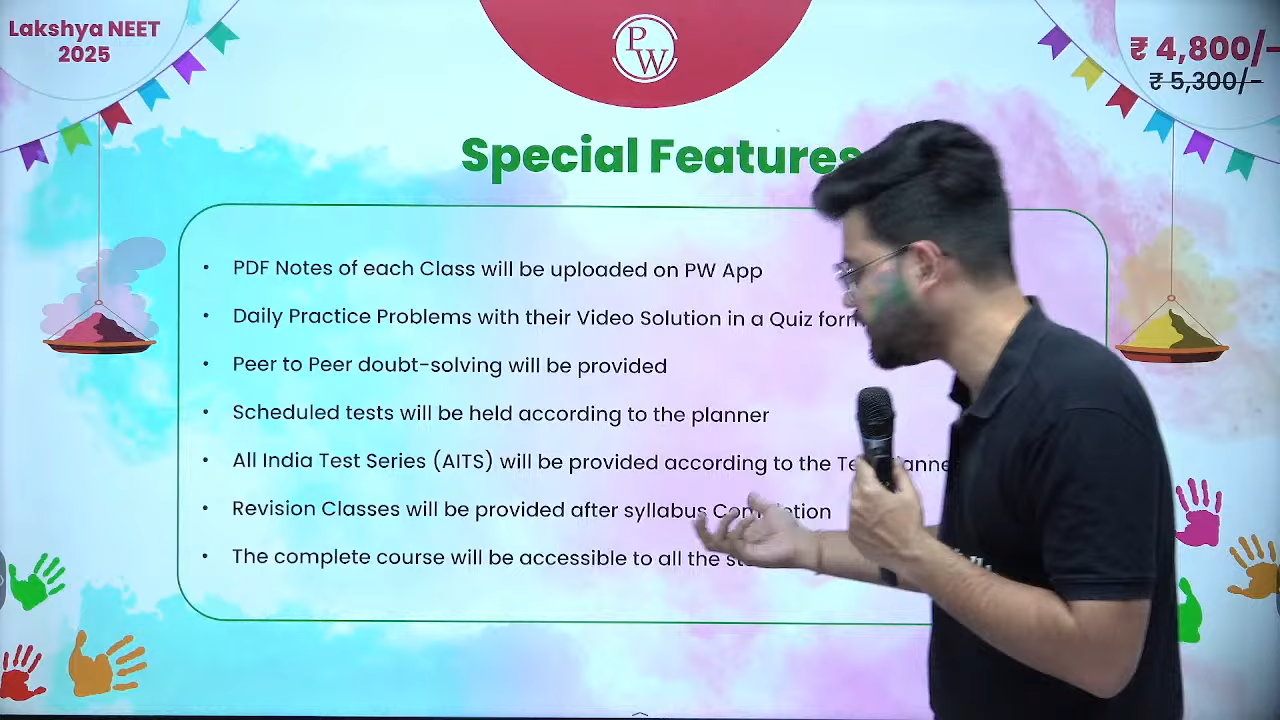 Lakshya NEET
2025
PW
₹ 4,800/-
₹ 5,300/-
Special Features
• PDF Notes of each Class will be uploaded on PW App
• Daily Practice Problems with their Video Solution in a Quiz
• Peer to Peer doubt-solving will be provided
• Scheduled tests will be held according to the planner
• All India Test Series (AITS) will be provided according to the
• Revision Classes will be provided after syllabus
• The complete course will be accessible to all the